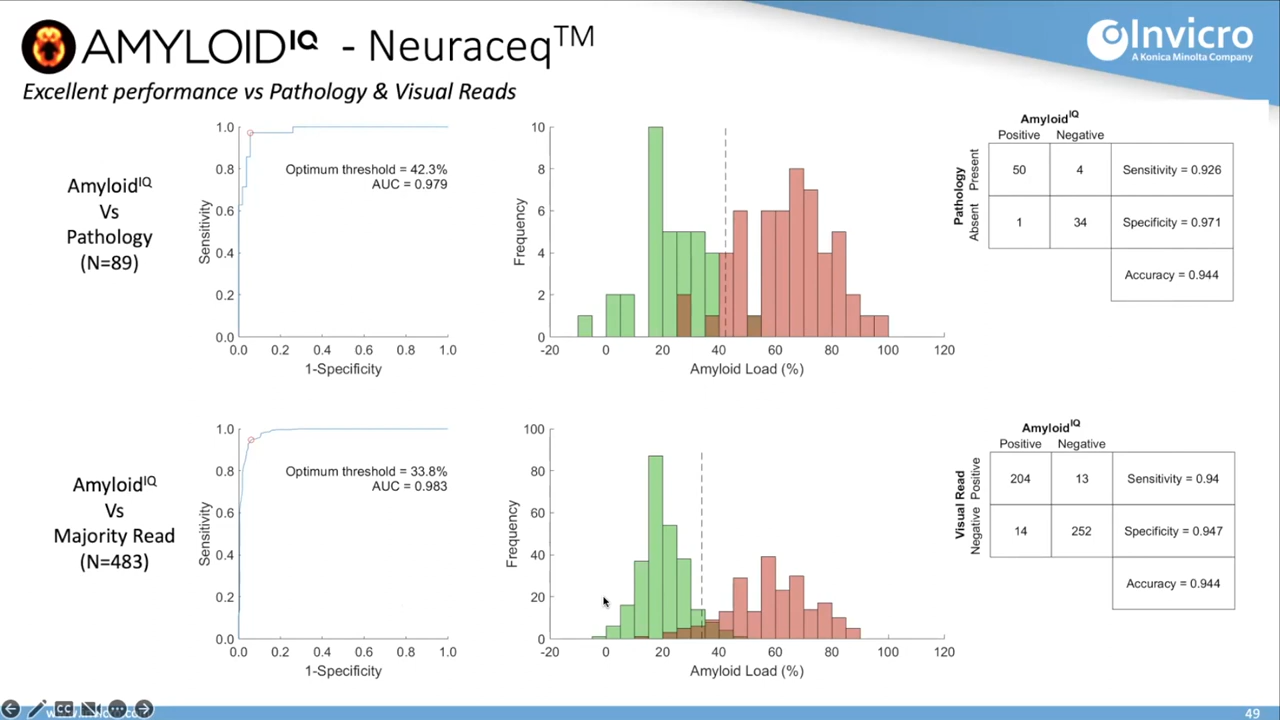 AMYLOIDIQ - Neuraceq™
Invicro
A Konica Minolta Company
Excellent performance vs Pathology & Visual Reads
AmyloidIQ
Vs
Pathology
(N=89)
1.0
0.8
0.6
0.4
0.2
0.0
Sensitivity
Optimum threshold = 42.3%
AUC = 0.979
0.0 0.2 0.4 0.6 0.8 1.0
1-Specificity
10
8
6
4
2
0
Frequency
-20 0 20 40 60 80 100 120
Amyloid Load (%)
AmyloidIQ
Positive Negative
Pathology
Present
Absent
50 4 Sensitivity = 0.926
1 34 Specificity = 0.971
Accuracy = 0.944
AmyloidIQ
Vs
Majority Read
(N=483)
1.0
0.8
0.6
0.4
0.2
0.0
Sensitivity
Optimum threshold = 33.8%
AUC = 0.983
0.0 0.2 0.4 0.6 0.8 1.0
1-Specificity
100
80
60
40
20
0
Frequency
-20 0 20 40 60 80 100 120
Amyloid Load (%)
AmyloidIQ
Positive Negative
Visual Read
Positive
Negative
204 13 Sensitivity = 0.94
14 252 Specificity = 0.947
Accuracy = 0.944
CC
49